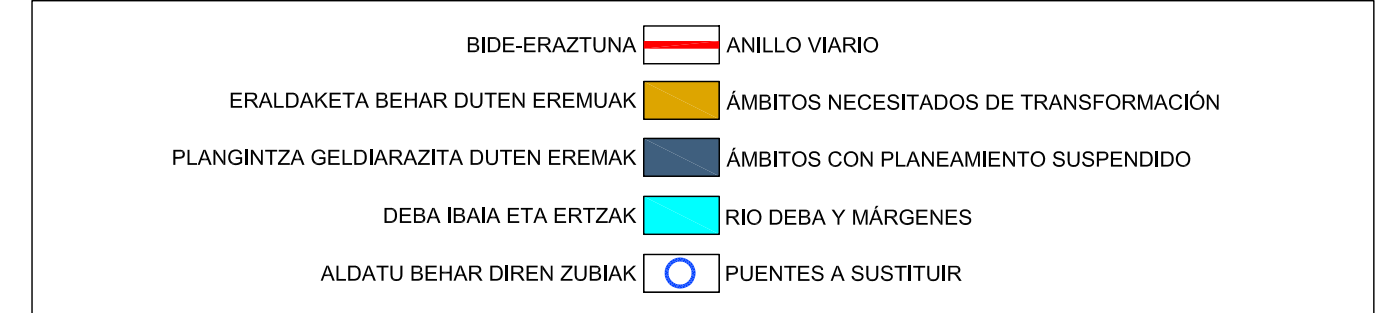 BIDE-ERAZTUNA ANILLO VIARIO
ERALDAKETA BEHAR DUTEN EREMUAK ÁMBITOS NECESITADOS DE TRANSFORMACIÓN
PLANGINTZA GELDIARAZITA DUTEN EREMAK ÁMBITOS CON PLANEAMIENTO SUSPENDIDO
DEBA IBAIA ETA ERTZAK RIO DEBA Y MÁRGENES
ALDATU BEHAR DIREN ZUBIAK PUENTES A SUSTITUIR